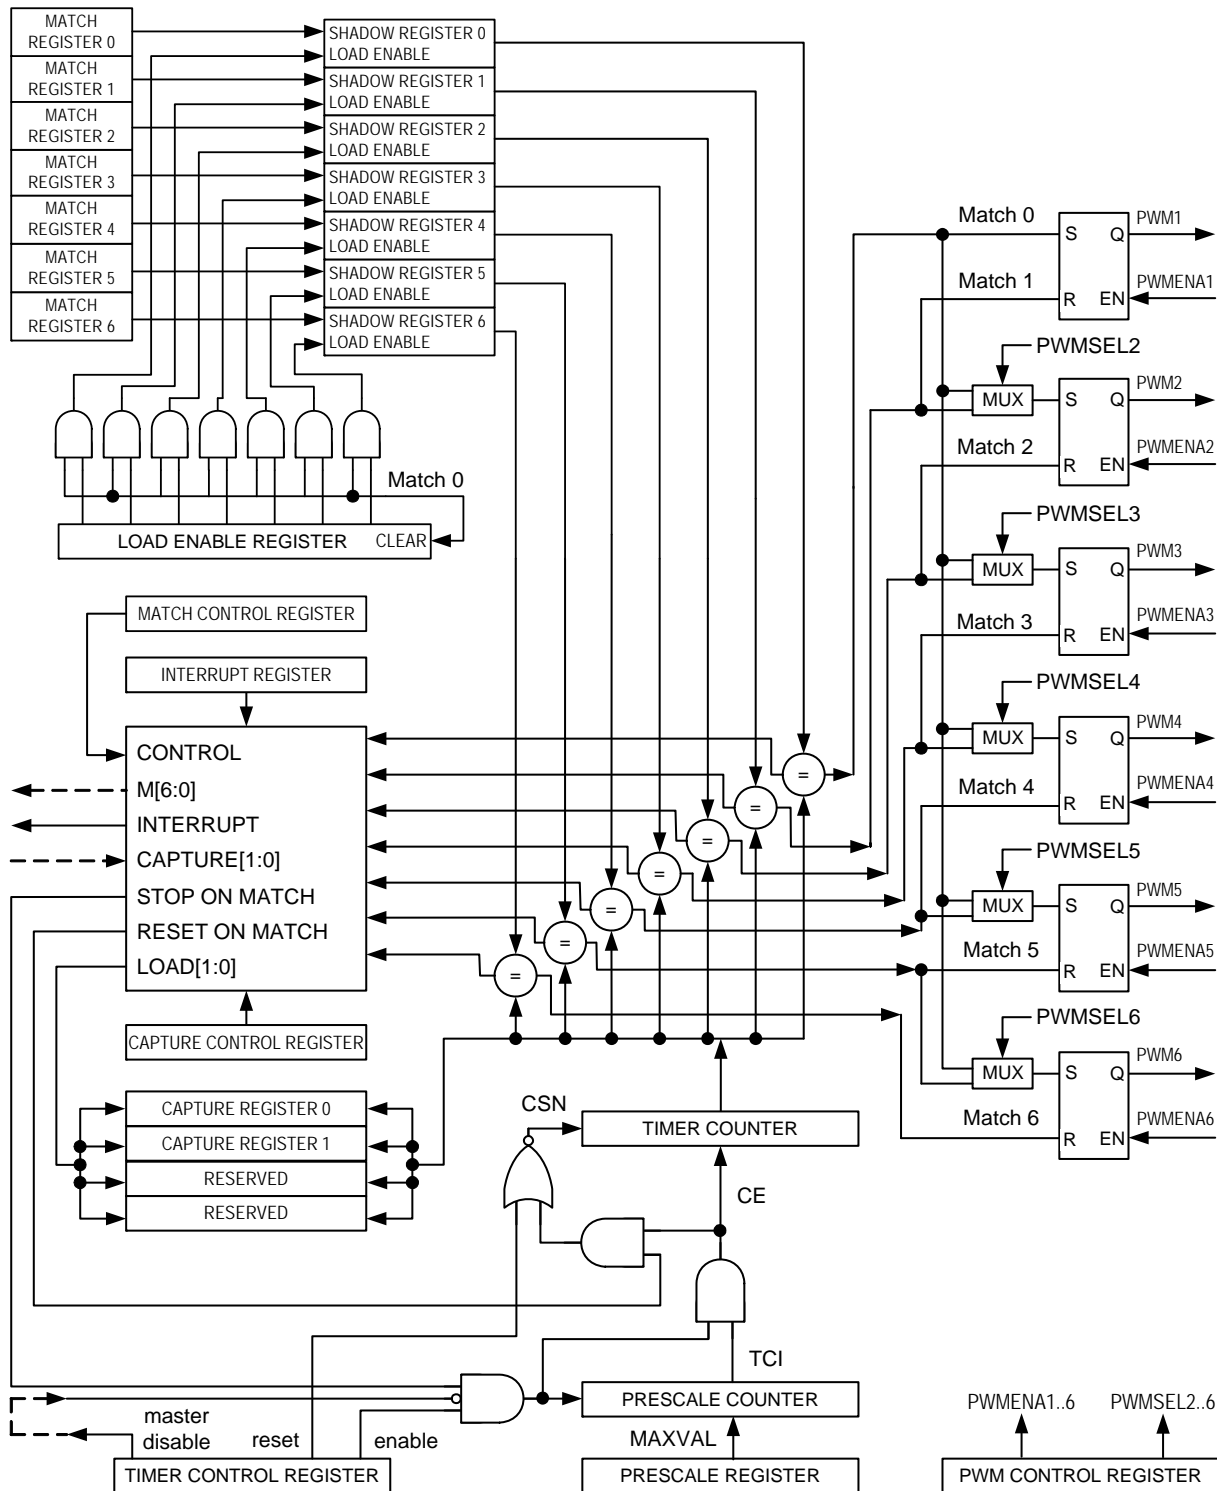 MATCH
REGISTER 0
MATCH
REGISTER 1
MATCH
REGISTER 2
MATCH
REGISTER 3
MATCH
REGISTER 4
MATCH
REGISTER 5
MATCH
REGISTER 6
SHADOW REGISTER 0
LOAD ENABLE
SHADOW REGISTER 1
LOAD ENABLE
SHADOW REGISTER 2
LOAD ENABLE
SHADOW REGISTER 3
LOAD ENABLE
SHADOW REGISTER 4
LOAD ENABLE
SHADOW REGISTER 5
LOAD ENABLE
SHADOW REGISTER 6
LOAD ENABLE
Match 0
LOAD ENABLE REGISTER
CLEAR
MATCH CONTROL REGISTER
INTERRUPT REGISTER
CONTROL
M[6:0]
INTERRUPT
CAPTURE[1:0]
STOP ON MATCH
RESET ON MATCH
LOAD[1:0]
CAPTURE CONTROL REGISTER
CAPTURE REGISTER 0
CAPTURE REGISTER 1
RESERVED
RESERVED
=
=
=
=
=
=
=
Match 0
S
Q
PWM1
Match 1
R
EN
PWMENA1
PWMSEL2
MUX
S
Q
PWM2
Match 2
R
EN
PWMENA2
PWMSEL3
MUX
S
Q
PWM3
Match 3
R
EN
PWMENA3
PWMSEL4
MUX
S
Q
PWM4
Match 4
R
EN
PWMENA4
PWMSEL5
MUX
S
Q
PWM5
Match 5
R
EN
PWMENA5
PWMSEL6
MUX
S
Q
PWM6
Match 6
R
EN
PWMENA6
CSN
TIMER COUNTER
CE
TCI
PRESCALE COUNTER
MAXVAL
PRESCALE REGISTER
master
disable
reset
enable
TIMER CONTROL REGISTER
PWMENA1..6
PWMSEL2..6
PWM CONTROL REGISTER